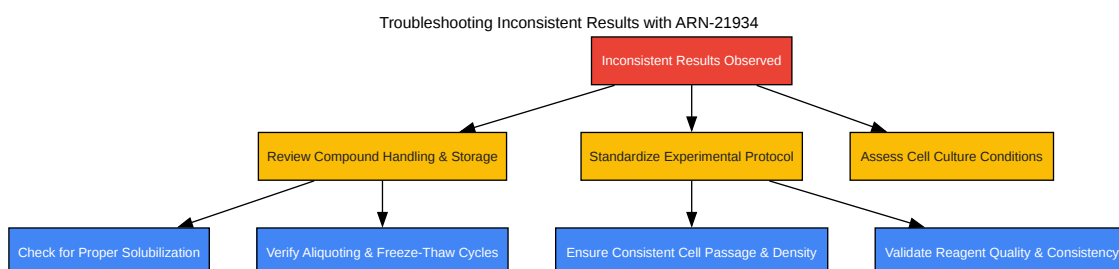 Troubleshooting Inconsistent Results with ARN-21934
Inconsistent Results Observed
Review Compound Handling & Storage
Standardize Experimental Protocol
Assess Cell Culture Conditions
Check for Proper Solubilization
Verify Aliquoting & Freeze-Thaw Cycles
Ensure Consistent Cell Passage & Density
Validate Reagent Quality & Consistency